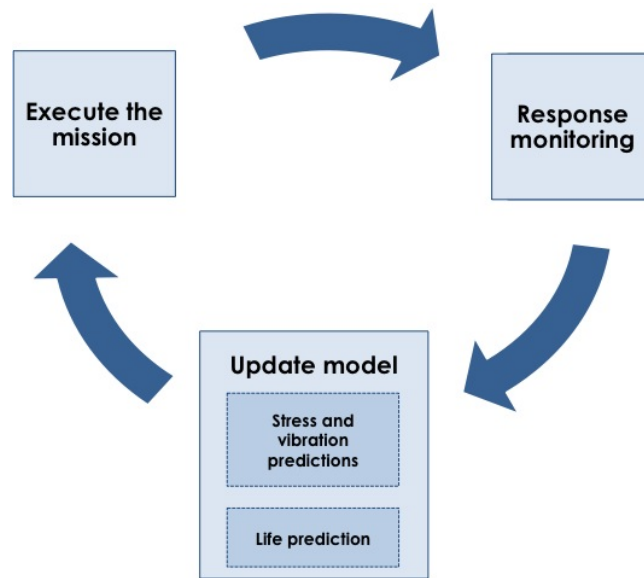 Execute the
mission
Response
monitoring
Update model
Stress and
vibration
predictions
Life prediction